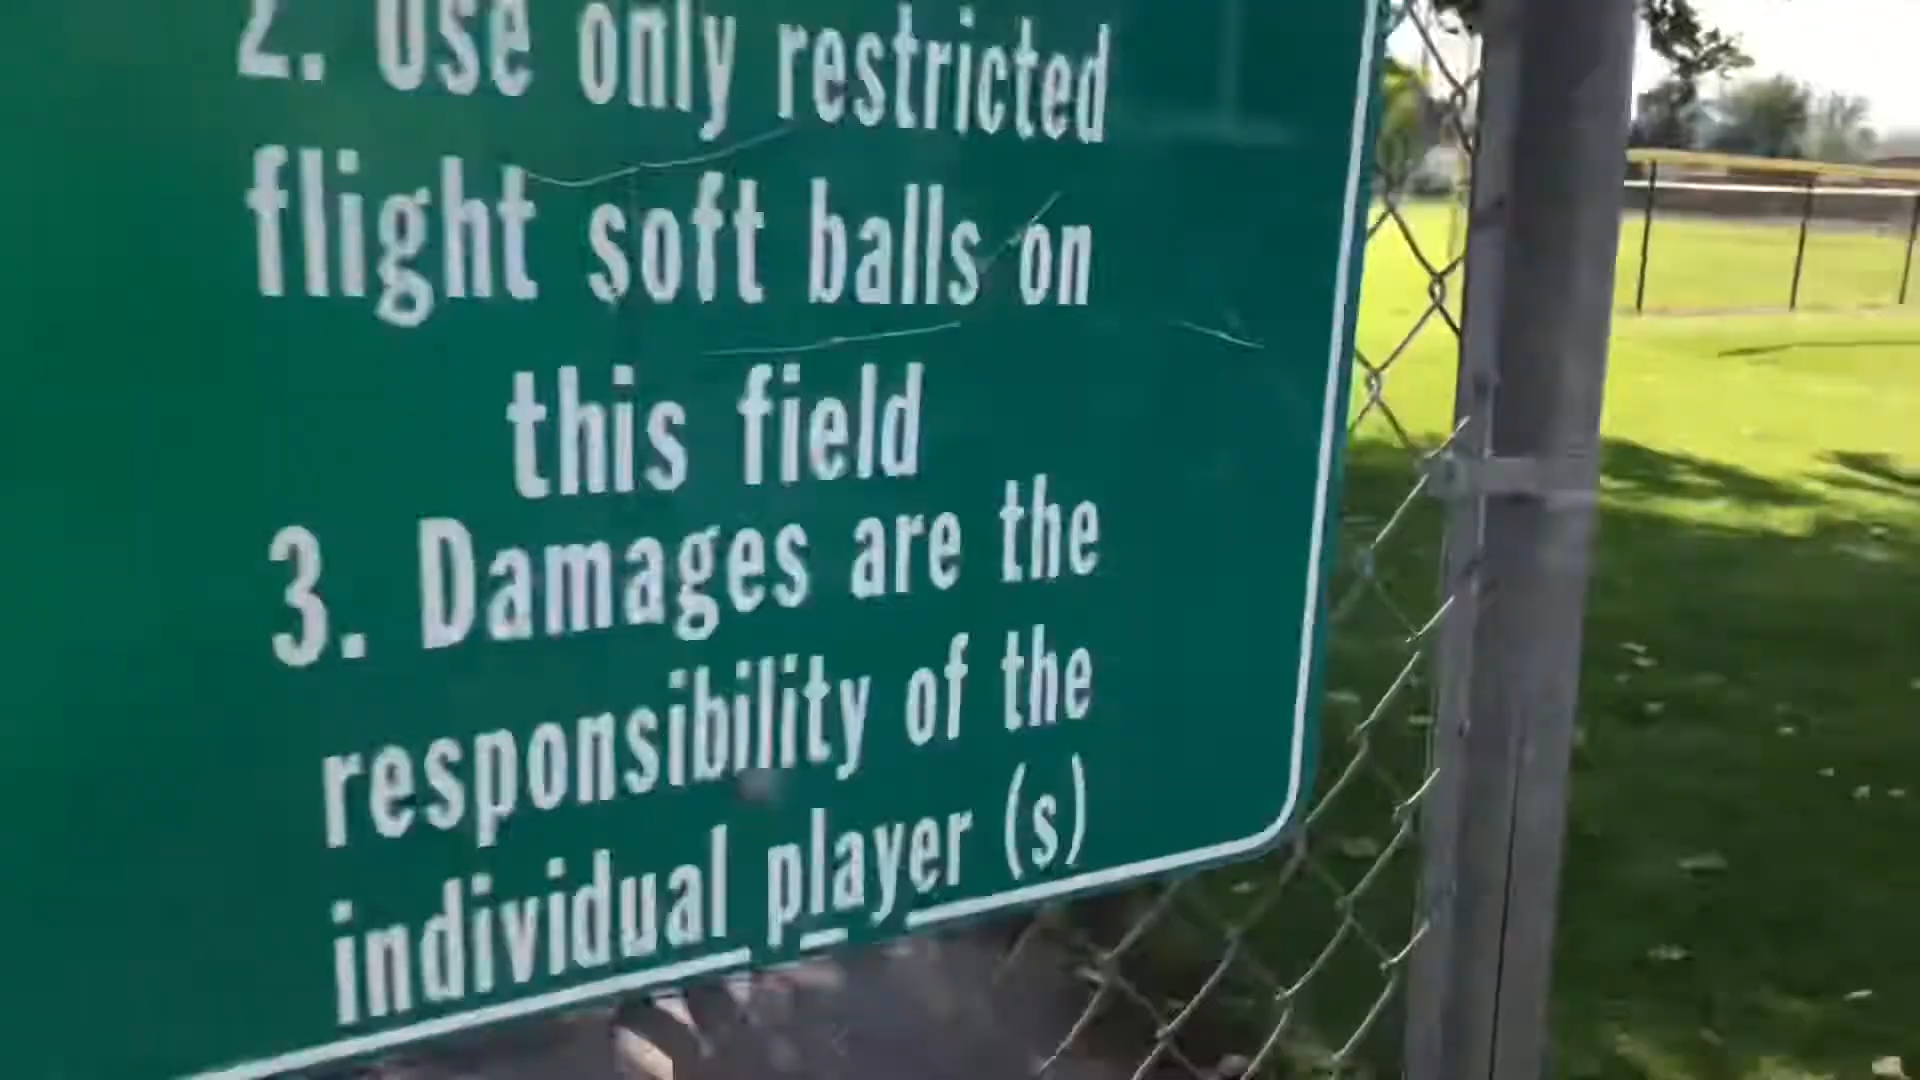 2. Use only restricted
flight soft balls on
this field
3. Damages are the
responsibility of the
individual player (s)